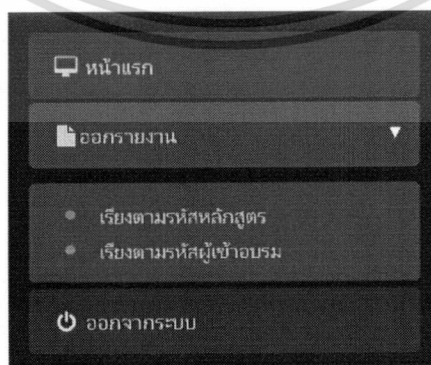 หน้าแรก
ออกรายงาน
เรียงตามรหัสหลักสูตร
เรียงตามรหัสผู้เข้าอบรม
ออกจากระบบ